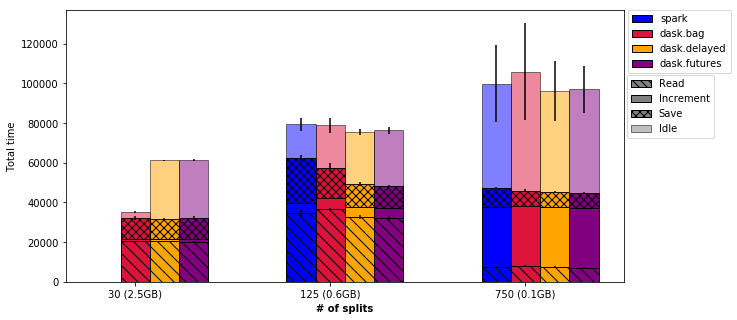 Total time
120000
100000
80000
60000
40000
20000
0
30 (2.5GB)
125 (0.6GB)
750 (0.1GB)
# of splits
spark
dask.bag
dask.delayed
dask.futures
Read
Increment
Save
Idle